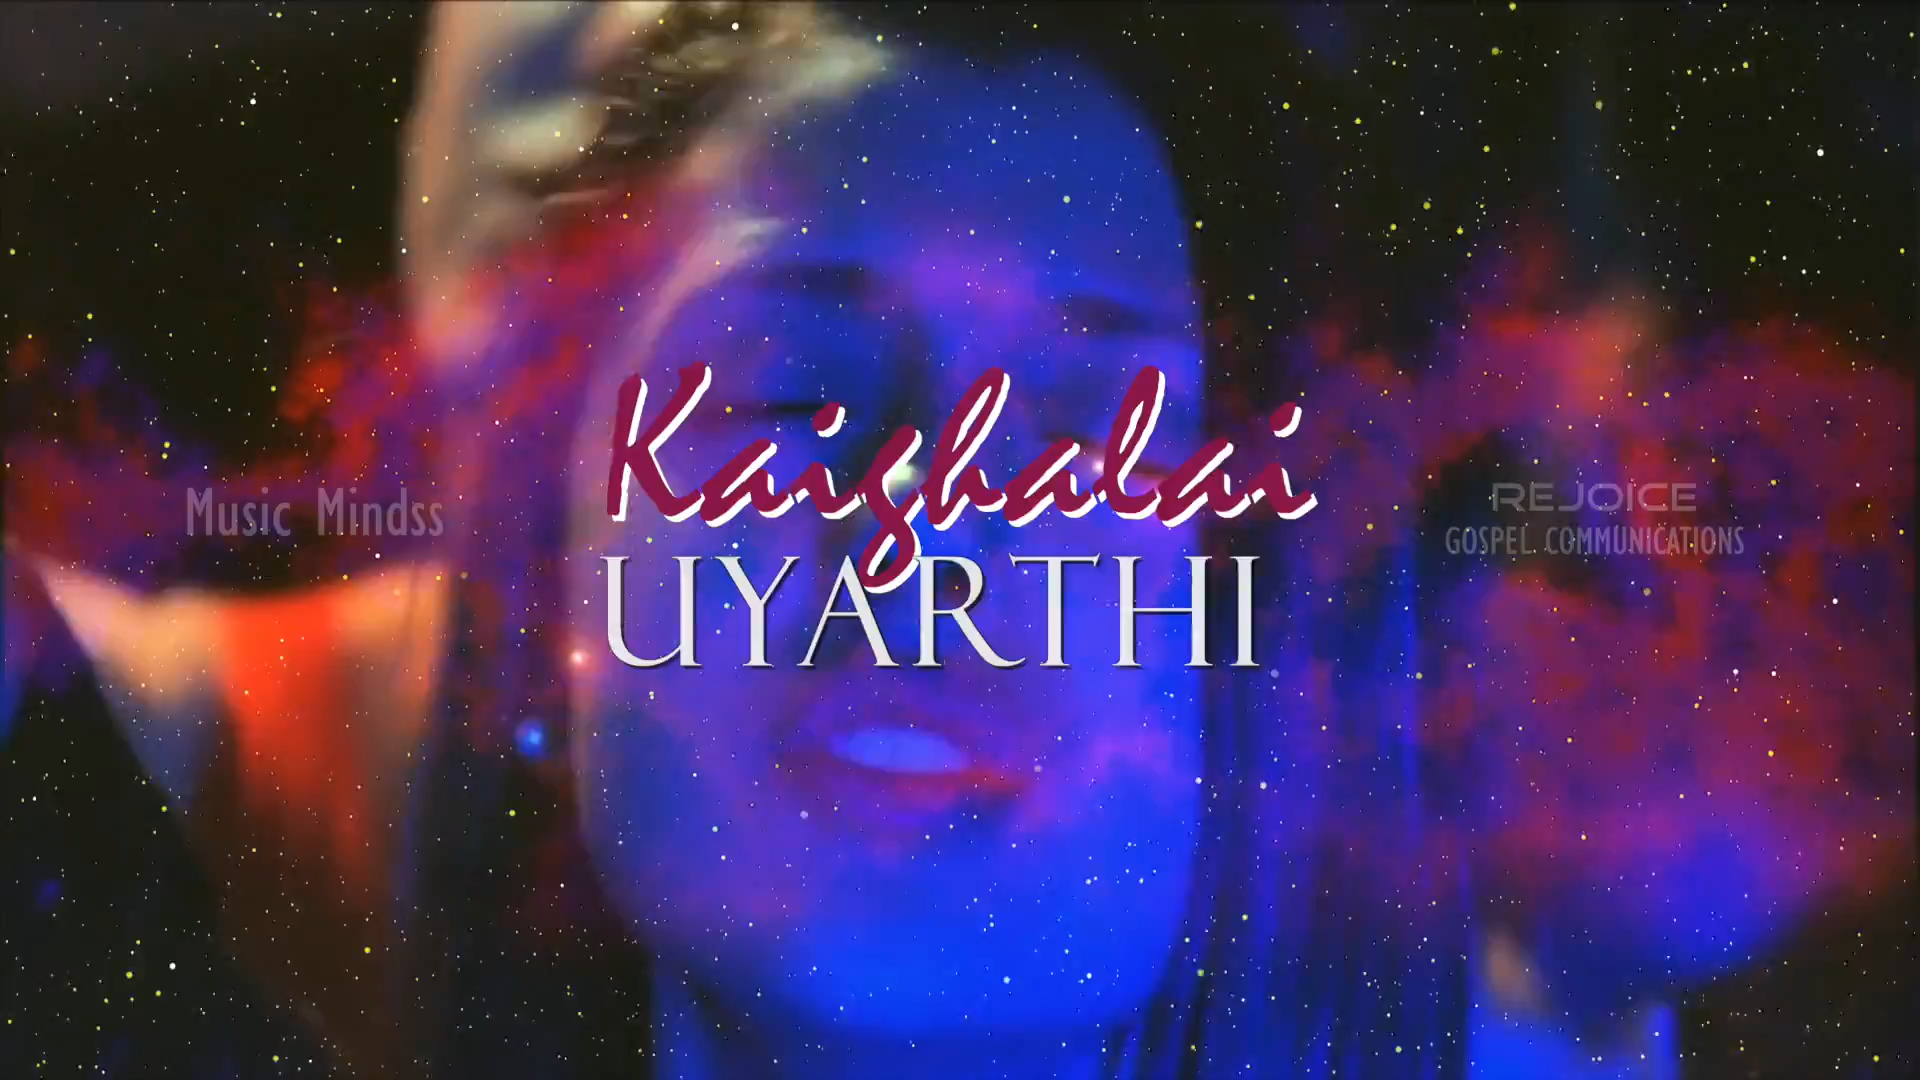 Kaighalai
UYARTHI
Music Mindss
REJOICE
GOSPEL COMMUNICATIONS